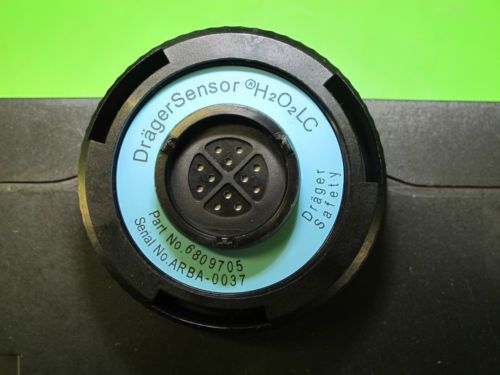 DrägerSensor ®H2O2LC
Dräger
Safety
Part No.6809705
Serial No.ARBA-0037